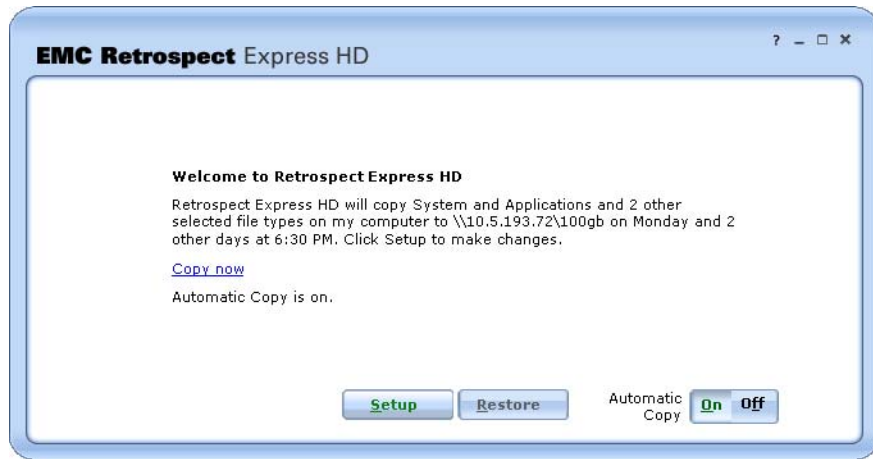 EMC Retrospect Express HD
? – □ ×
Welcome to Retrospect Express HD
Retrospect Express HD will copy System and Applications and 2 other
selected file types on my computer to \\10.5.193.72\100gb on Monday and 2
other days at 6:30 PM. Click Setup to make changes.
Copy now
Automatic Copy is on.
Setup
Restore
Automatic
Copy
On
Off